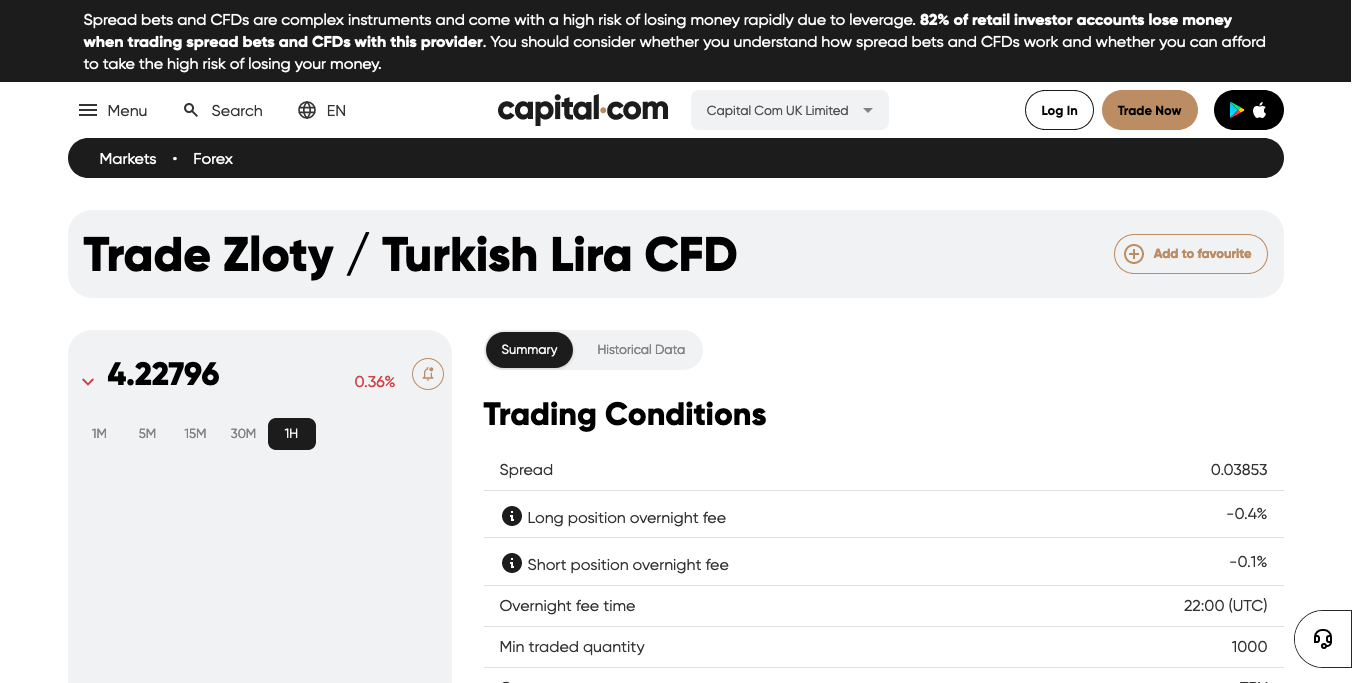 Spread bets and CFDs are complex instruments and come with a high risk of losing money rapidly due to leverage. 82% of retail investor accounts lose money
when trading spread bets and CFDs with this provider. You should consider whether you understand how spread bets and CFDs work and whether you can afford
to take the high risk of losing your money.
Menu Search EN capital.com Capital Com UK Limited Log In Trade Now
Markets • Forex
Trade Zloty / Turkish Lira CFD
Add to favourite
4.22796
0.36%
1M 5M 15M 30M 1H
Summary Historical Data
Trading Conditions
Spread 0.03853
Long position overnight fee -0.4%
Short position overnight fee -0.1%
Overnight fee time 22:00 (UTC)
Min traded quantity 1000